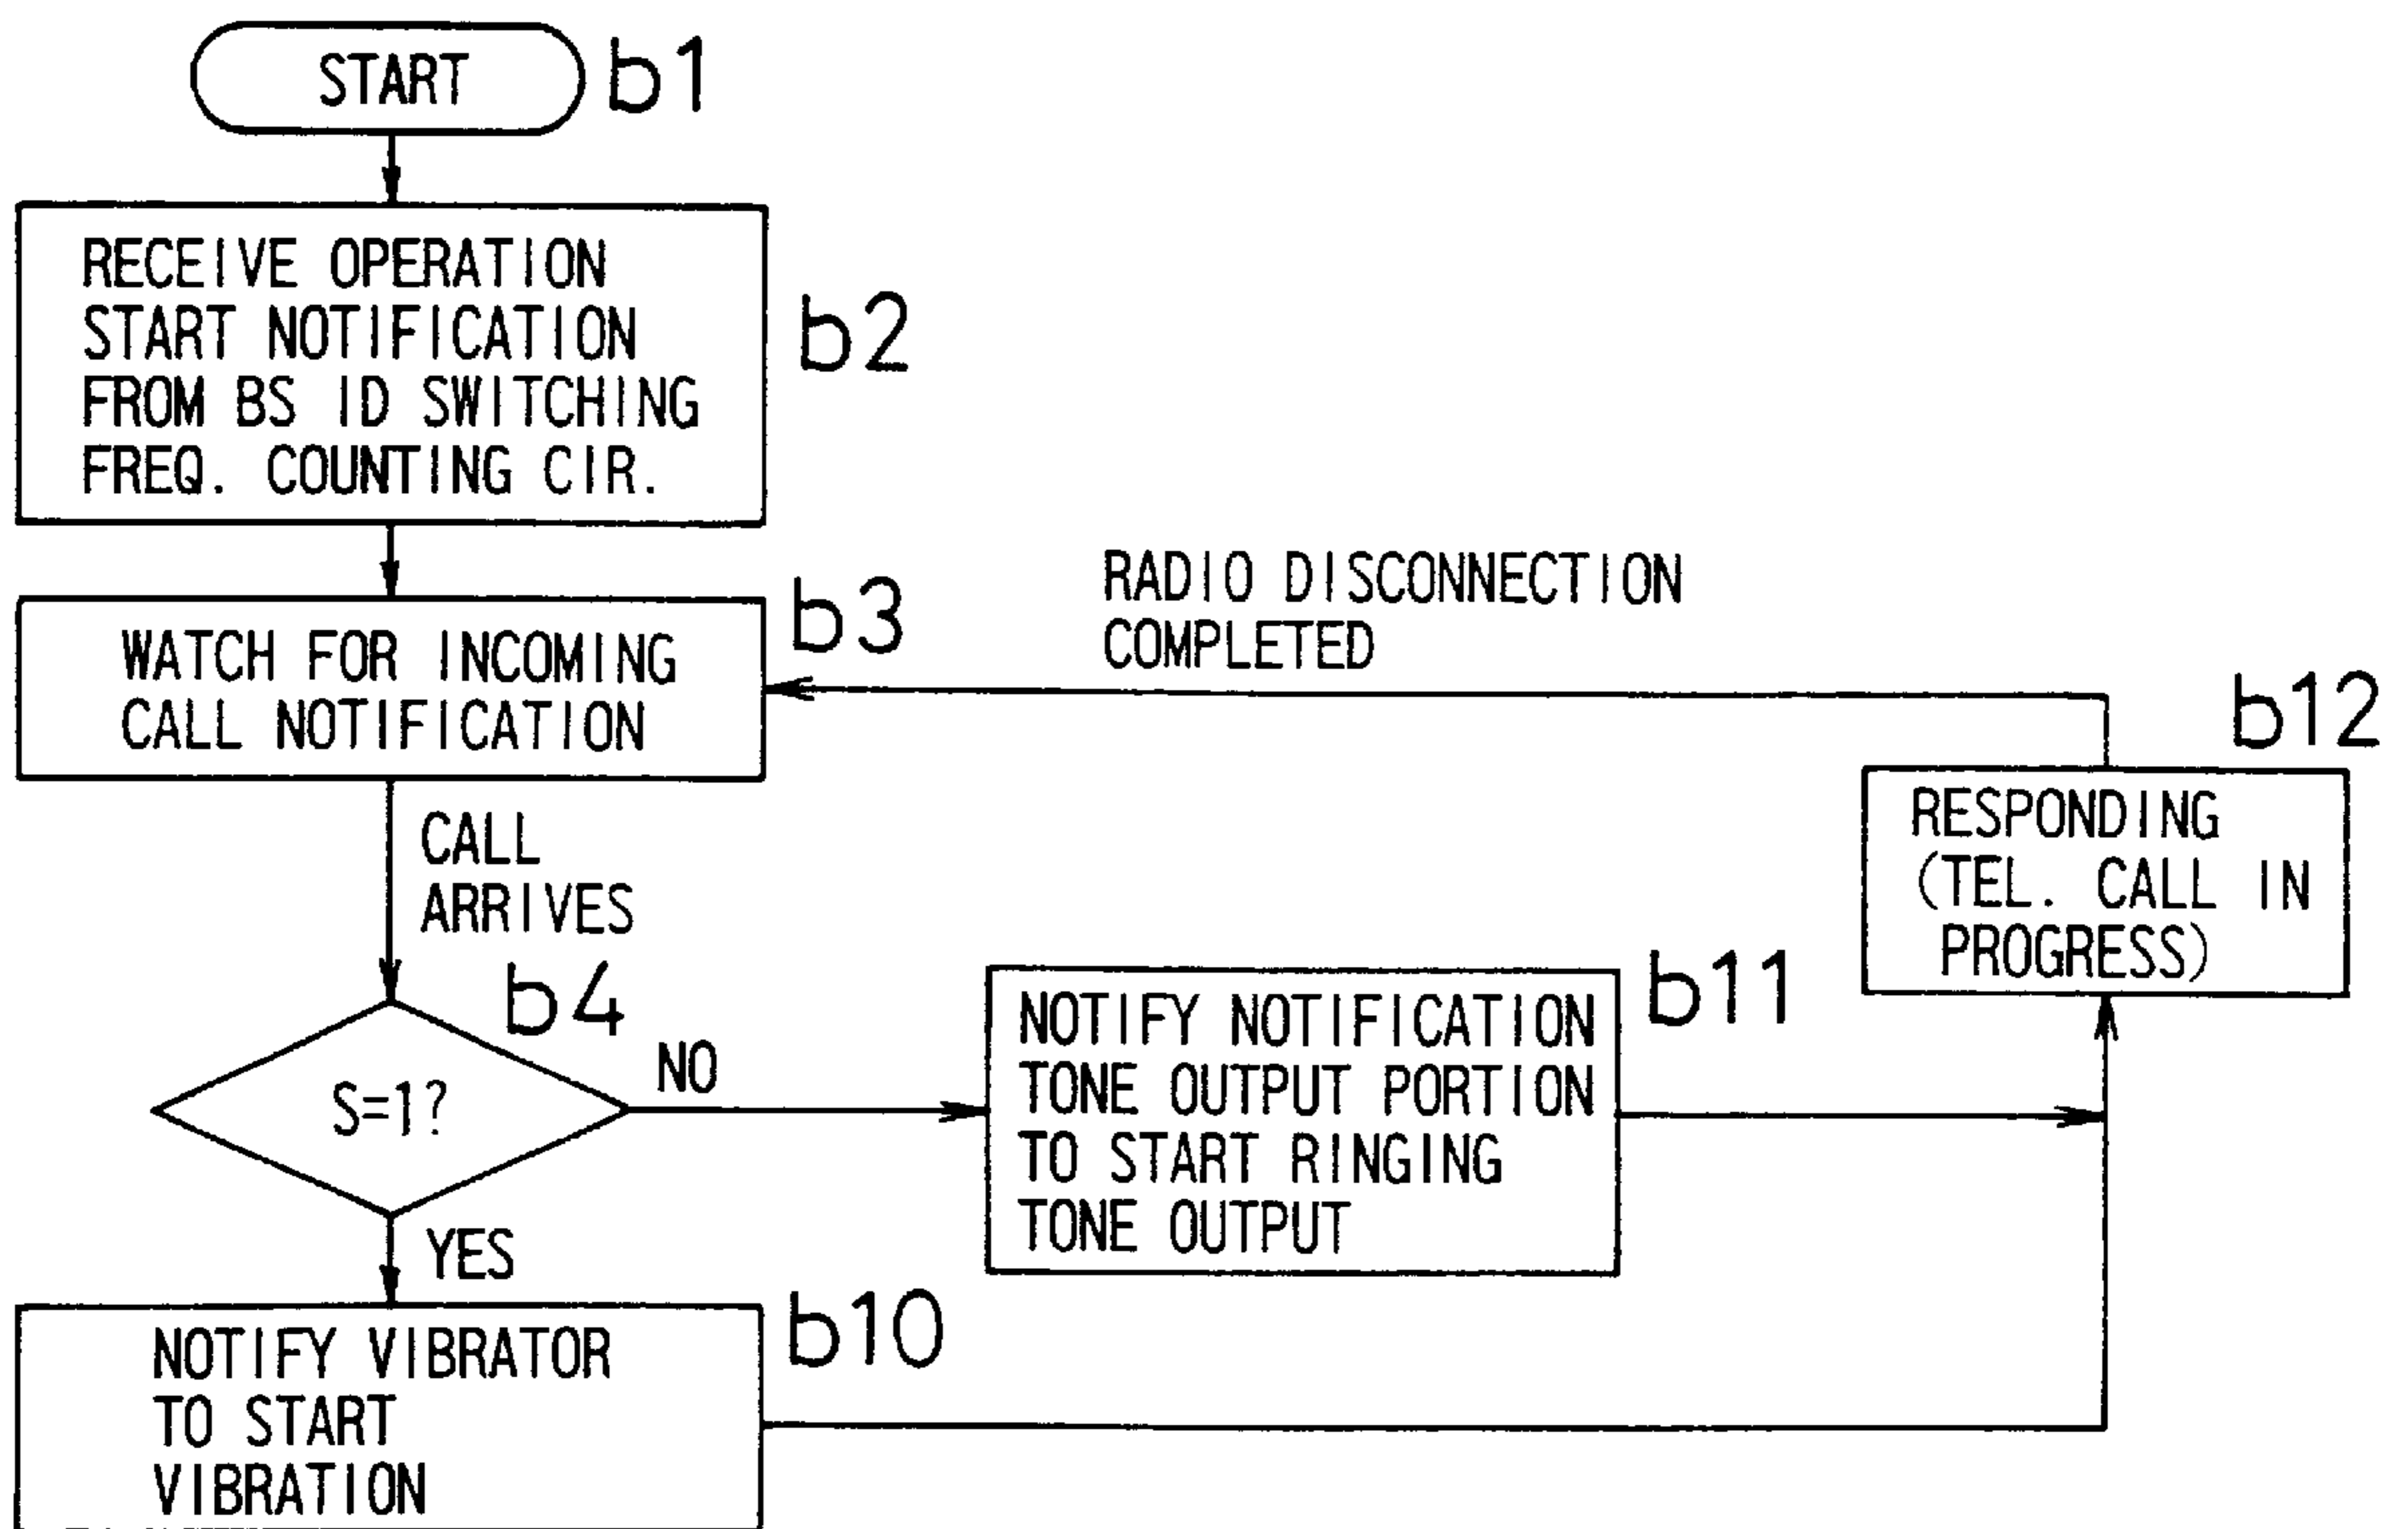 START
b1
RECEIVE OPERATION
START NOTIFICATION
FROM BS ID SWITCHING
FREQ. COUNTING CIR.
b2
WATCH FOR INCOMING
CALL NOTIFICATION
b3
RADIO DISCONNECTION
COMPLETED
CALL
ARRIVES
b4
S=1?
NO
YES
NOTIFY NOTIFICATION
TONE OUTPUT PORTION
TO START RINGING
TONE OUTPUT
b11
b12
RESPONDING
(TEL. CALL IN
PROGRESS)
NOTIFY VIBRATOR
TO START
VIBRATION
b10